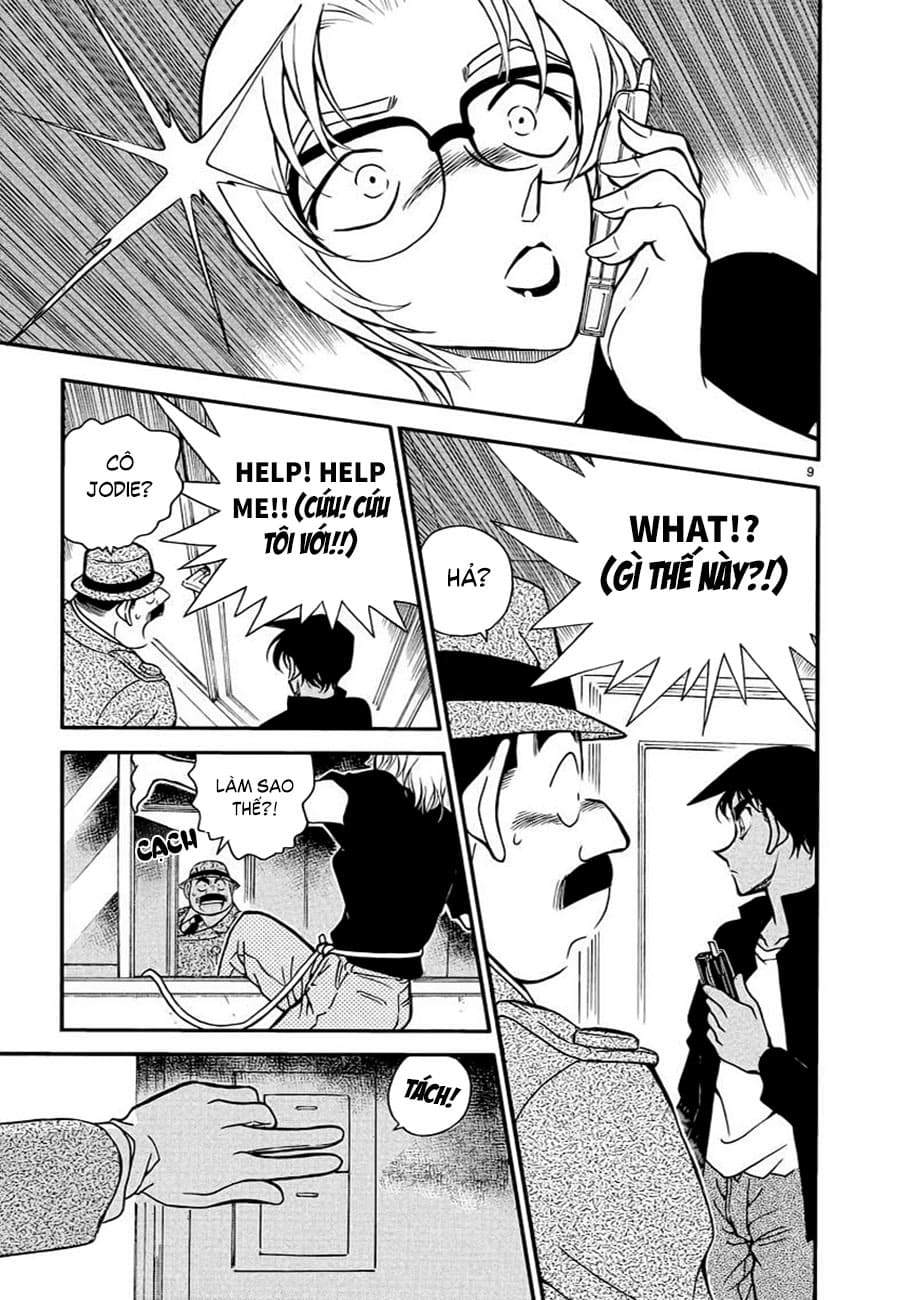 9
WHAT!?
(GÌ THẾ NÀY?!)
HẢ?
HELP! HELP
ME!! (CỨU! CỨU
TÔI VỚI!!)
CÔ
JODIE?
LÀM SAO
THẾ?!
CẠCH
TÁCH!